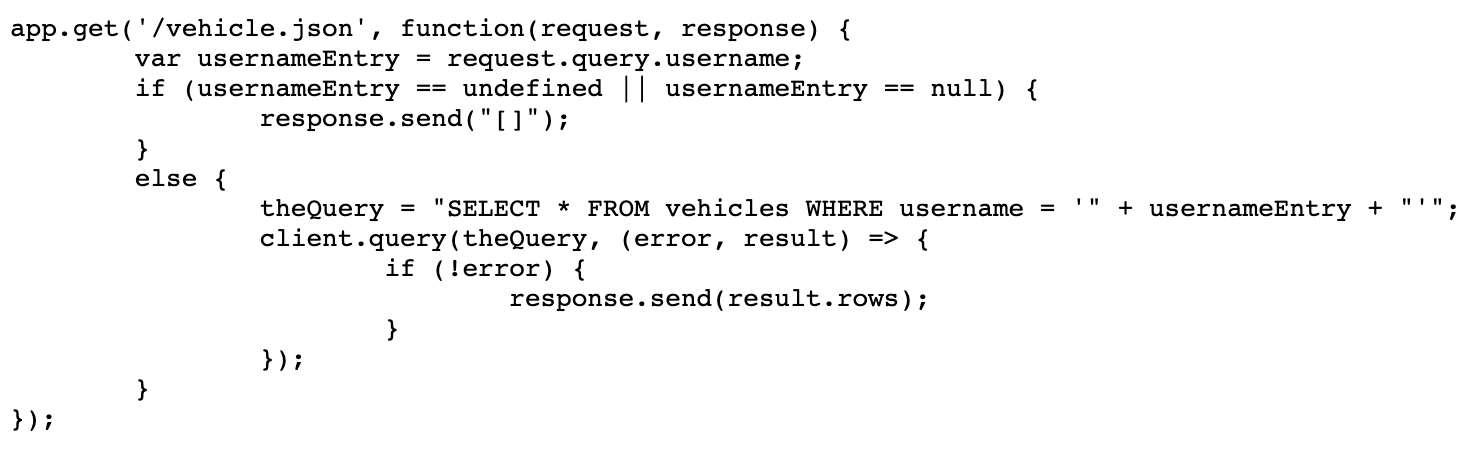 app.get('/vehicle.json', function(request, response) {
        var usernameEntry = request.query.username;
        if (usernameEntry == undefined || usernameEntry == null) {
                response.send("[]");
        }
        else {
                theQuery = "SELECT * FROM vehicles WHERE username = '" + usernameEntry + "'";
                client.query(theQuery, (error, result) => {
                        if (!error) {
                                response.send(result.rows);
                        }
                });
        }
});